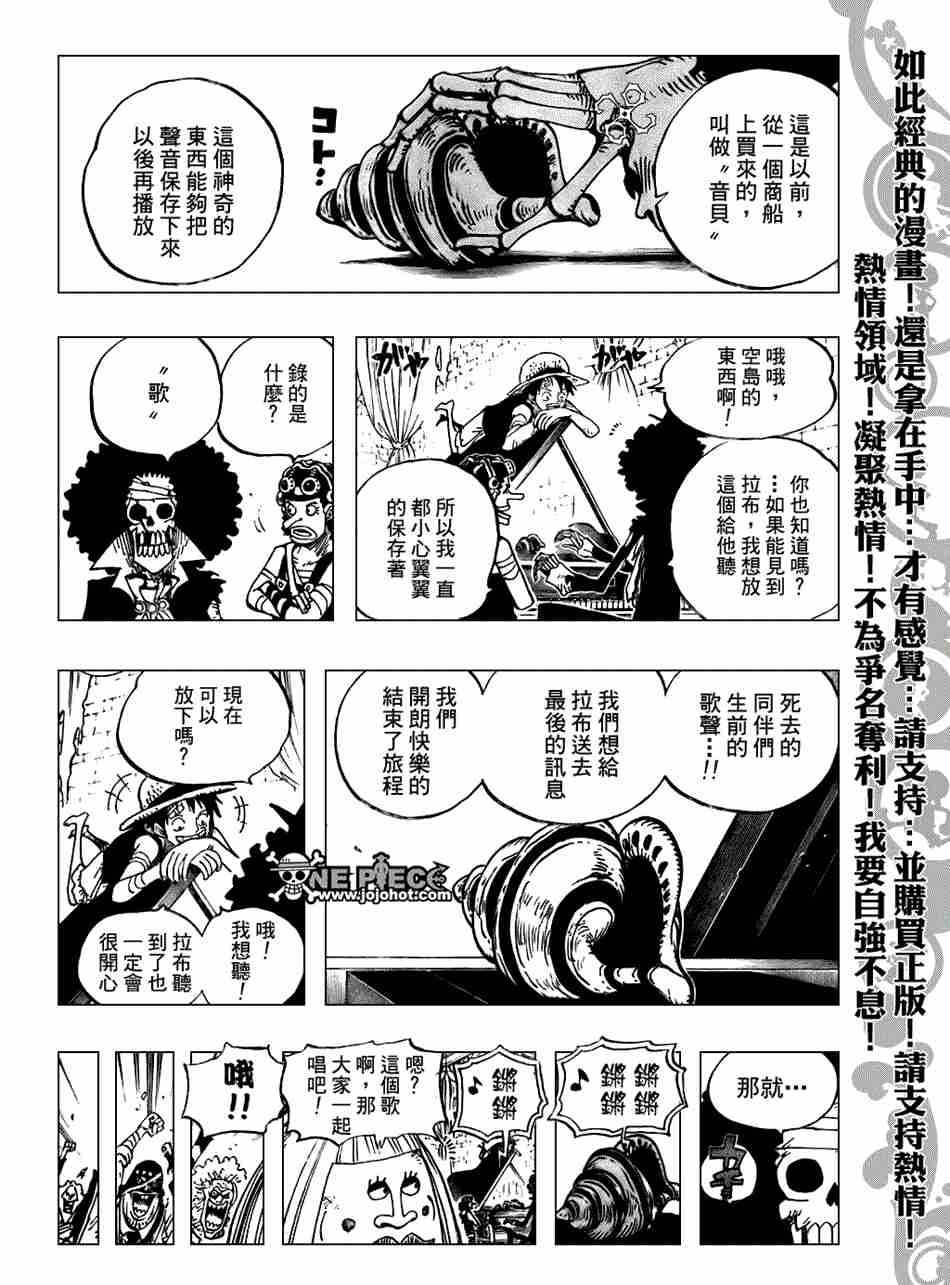 如此經典的漫畫！還是拿在手中…才有感覺…請支持…並購買正版！請支持熱情！
熱情領域！凝聚熱情！不為爭名奪利！我要自強不息！
這是以前，
從一個商船
上買來的，
叫做〝音貝〞
コト…
這個神奇的
東西能夠把
聲音保存下來
以後再播放
哦哦，
空島的
東西啊！
你也知道嗎？
…如果能見到
拉布，我想放
這個給他聽
ガヤ
ガヤ
所以我一直
都小心翼翼
的保存著
錄的是
什麼？
〝歌〞
死去的
同伴們
生前的
歌聲…!!
我們想給
拉布送去
最後的訊息
我們
開朗快樂的
結束了旅程
現在
可以
放下嗎？
哦！
我想聽！
拉布聽
到了也
一定會
很開心
ONE PIECE
www.jojohot.com
那就…
カチ
鏘鏘
鏘鏘
鏘鏘
♪
鏘鏘
♪
嗯？
這個歌
啊，那
大家一起
唱吧！
哦!!